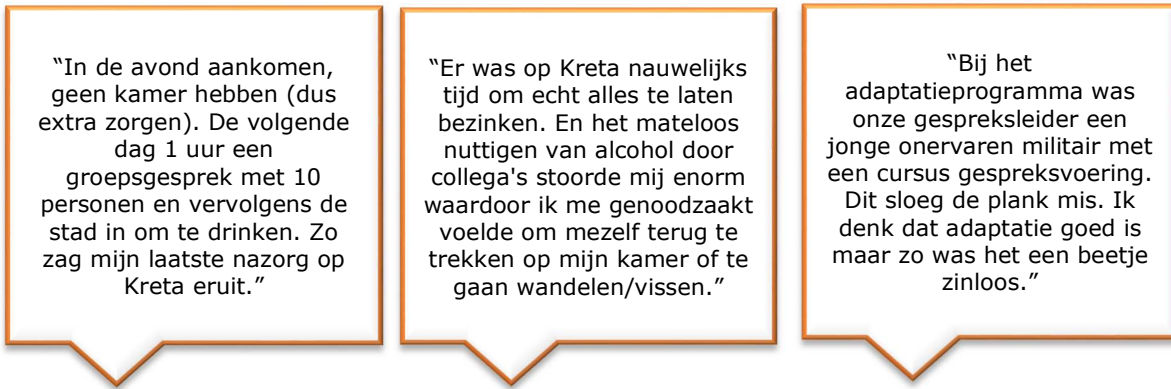 “In de avond aankomen,
geen kamer hebben (dus
extra zorgen). De volgende
dag 1 uur een
groepsgesprek met 10
personen en vervolgens de
stad in om te drinken. Zo
zag mijn laatste nazorg op
Kreta eruit.”
“Er was op Kreta nauwelijks
tijd om echt alles te laten
bezinken. En het mateloos
nuttigen van alcohol door
collega's stoorde mij enorm
waardoor ik me genoodzaakt
voelde om mezelf terug te
trekken op mijn kamer of te
gaan wandelen/vissen.”
“Bij het
adaptatieprogramma was
onze gespreksleider een
jonge onervaren militair met
een cursus gespreksvoering.
Dit sloeg de plank mis. Ik
denk dat adaptatie goed is
maar zo was het een beetje
zinloos.”